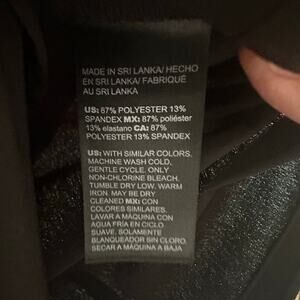 MADE IN SRI LANKA/ HECHO
EN SRI LANKA/ FABRIQUÉ
AU SRI LANKA
US: 87% POLYESTER 13%
SPANDEX MX: 87% poliéster
13% elastano CA: 87%
POLYESTER 13% SPANDEX
US: WITH SIMILAR COLORS.
MACHINE WASH COLD,
GENTLE CYCLE. ONLY
NON-CHLORINE BLEACH.
TUMBLE DRY LOW. WARM
IRON. MAY BE DRY
CLEANED MX: CON
COLORES SIMILARES.
LAVAR A MÁQUINA CON
AGUA FRÍA EN CICLO
SUAVE. SOLAMENTE
BLANQUEADOR SIN CLORO.
SECAR A MÁQUINA A BAJA